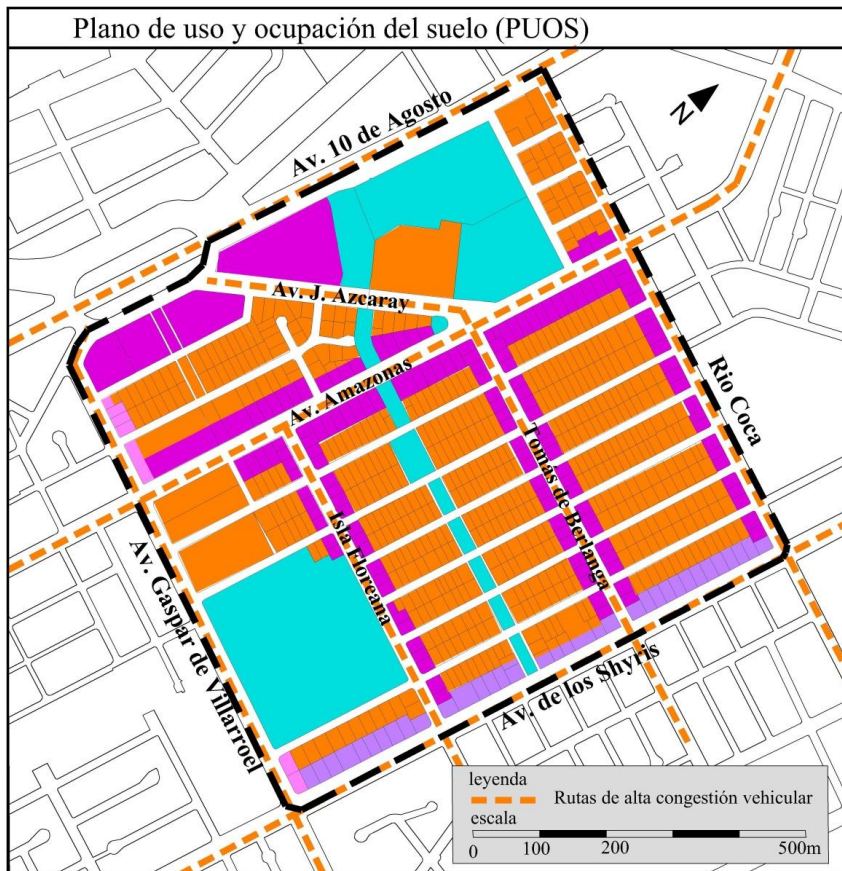 Plano de uso y ocupación del suelo (PUOS)
N
Av. 10 de Agosto
Av. J. Azcaray
Av. Amazonas
Rio Coca
Tomas de Berlanga
Isla Floreana
Av. Gaspar de Villarroel
Av. de los Shyris
leyenda
Rutas de alta congestión vehicular
escala
0 100 200 500m